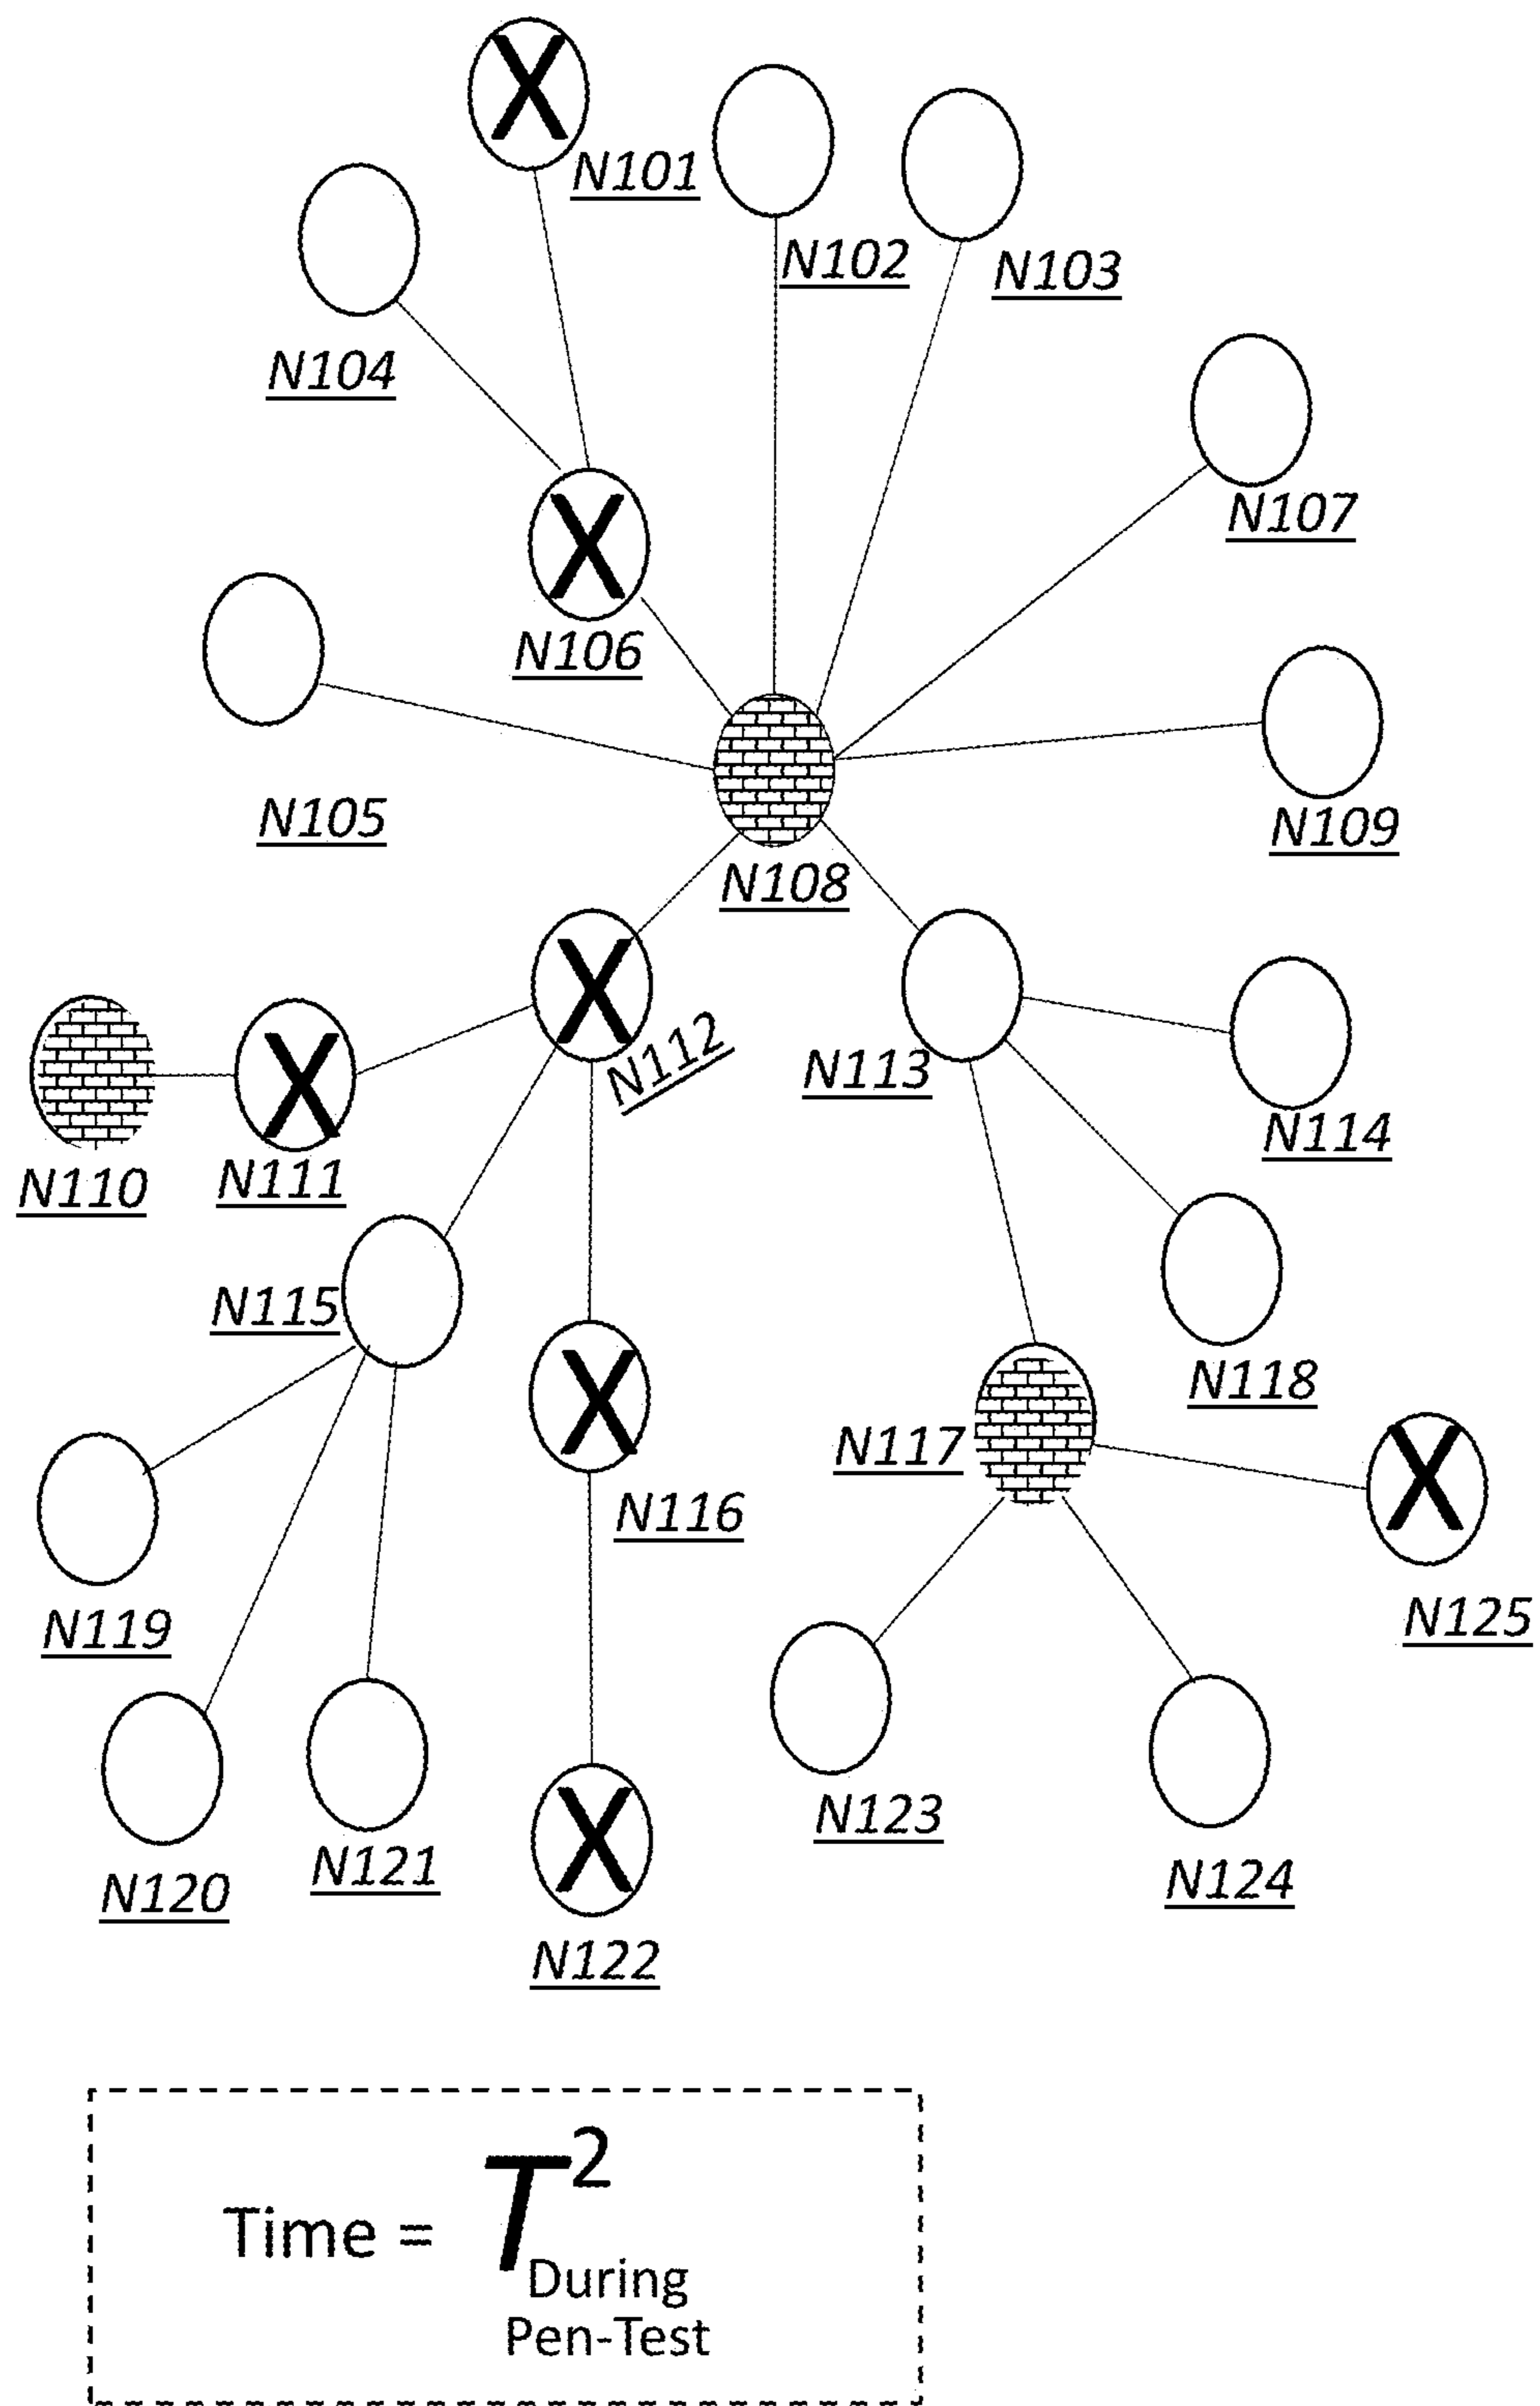 X
N101
N102
N103
N104
N107
X
N106
N105
N109
N108
X
N112
N113
N114
X
N110
N111
N115
X
N116
N118
N117
X
N125
N119
N123
N120
N121
N124
X
N122
Time = T²
During
Pen-Test